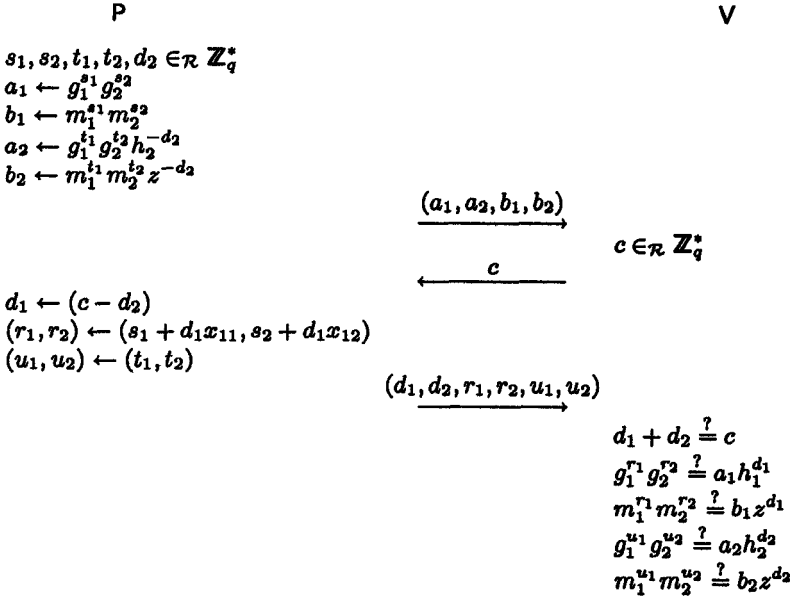 P V
s₁, s₂, t₁, t₂, d₂ ∈_R ℤ_q^*
a₁ ← g₁^{s₁} g₂^{s₂}
b₁ ← m₁^{s₁} m₂^{s₂}
a₂ ← g₁^{t₁} g₂^{t₂} h₂^{-d₂}
b₂ ← m₁^{t₁} m₂^{t₂} z^{-d₂}
(a₁, a₂, b₁, b₂)
c ∈_R ℤ_q^*
c
d₁ ← (c − d₂)
(r₁, r₂) ← (s₁ + d₁x₁₁, s₂ + d₁x₁₂)
(u₁, u₂) ← (t₁, t₂)
(d₁, d₂, r₁, r₂, u₁, u₂)
d₁ + d₂ ≟ c
g₁^{r₁} g₂^{r₂} ≟ a₁h₁^{d₁}
m₁^{r₁} m₂^{r₂} ≟ b₁z^{d₁}
g₁^{u₁} g₂^{u₂} ≟ a₂h₂^{d₂}
m₁^{u₁} m₂^{u₂} ≟ b₂z^{d₂}